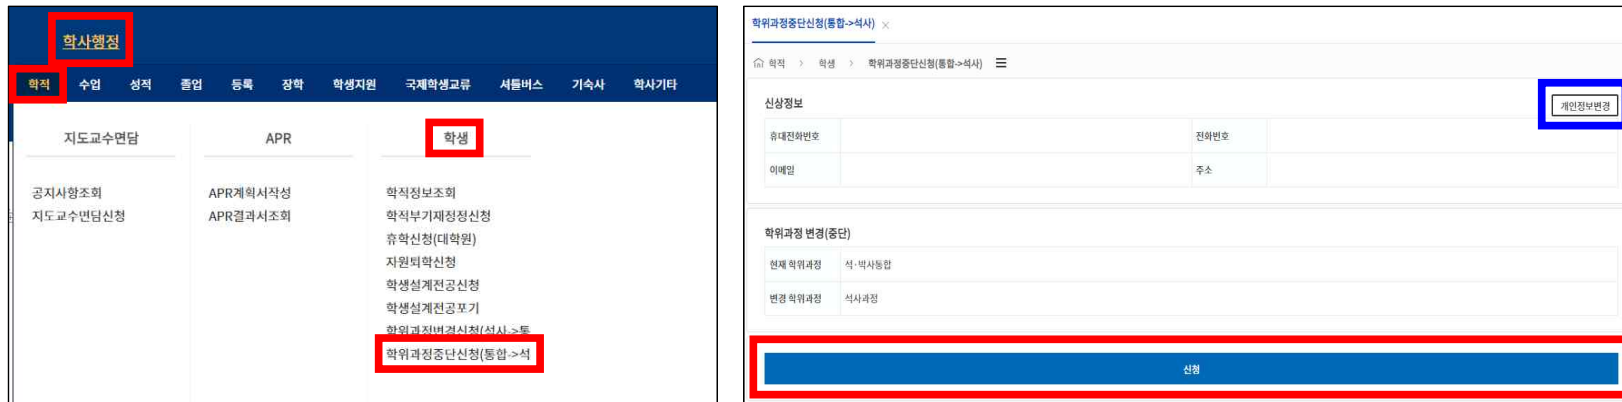 학사행정
학적 수업 성적 졸업 등록 장학 학생지원 국제학생교류 셔틀버스 기숙사 학사기타
지도교수면담 APR 학생
공지사항조회
지도교수면담신청
APR계획서작성
APR결과서조회
학적정보조회
학적부기재정정신청
휴학신청(대학원)
자원퇴학신청
학생설계전공신청
학생설계전공포기
학위과정변경신청(석사->통
학위과정중단신청(통합->석
학위과정중단신청(통합->석사) ×
학적 > 학생 > 학위과정중단신청(통합->석사)
신상정보 개인정보변경
휴대전화번호 전화번호
이메일 주소
학위과정 변경(중단)
현재 학위과정 석·박사통합
변경 학위과정 석사과정
신청